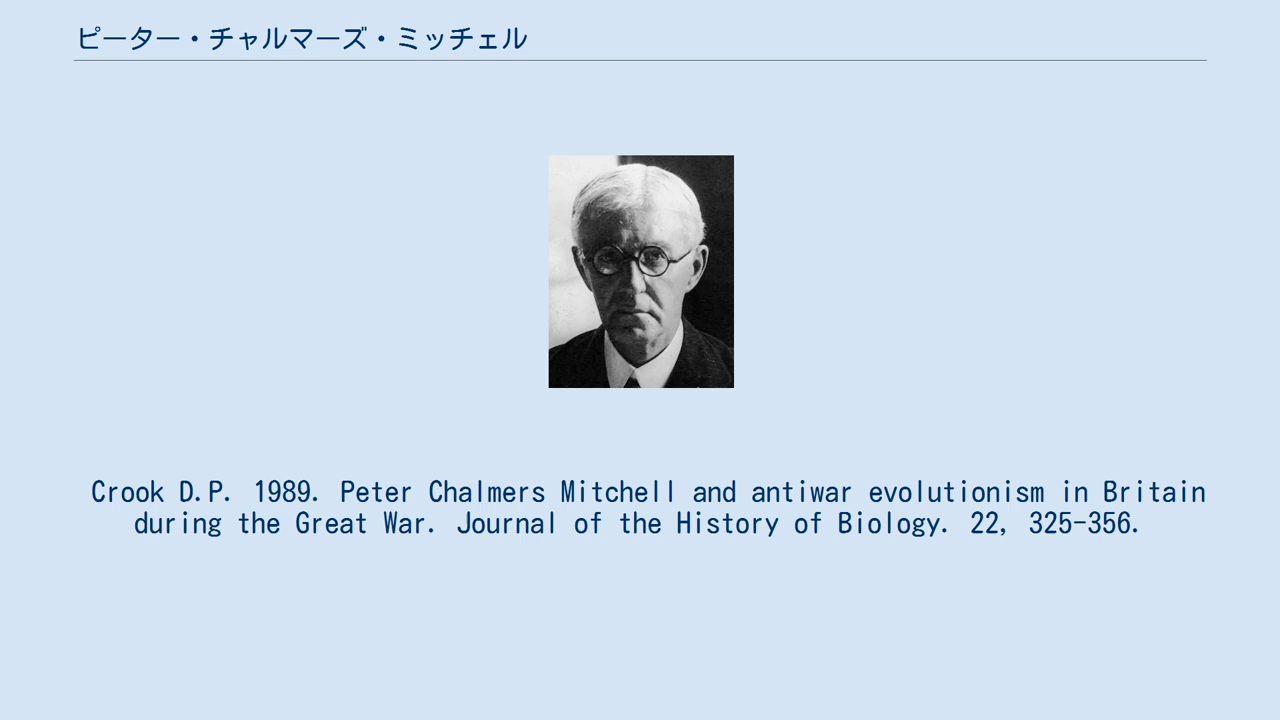 ピーター・チャルマーズ・ミッチェル
Crook D.P. 1989. Peter Chalmers Mitchell and antiwar evolutionism in Britain
during the Great War. Journal of the History of Biology. 22, 325-356.